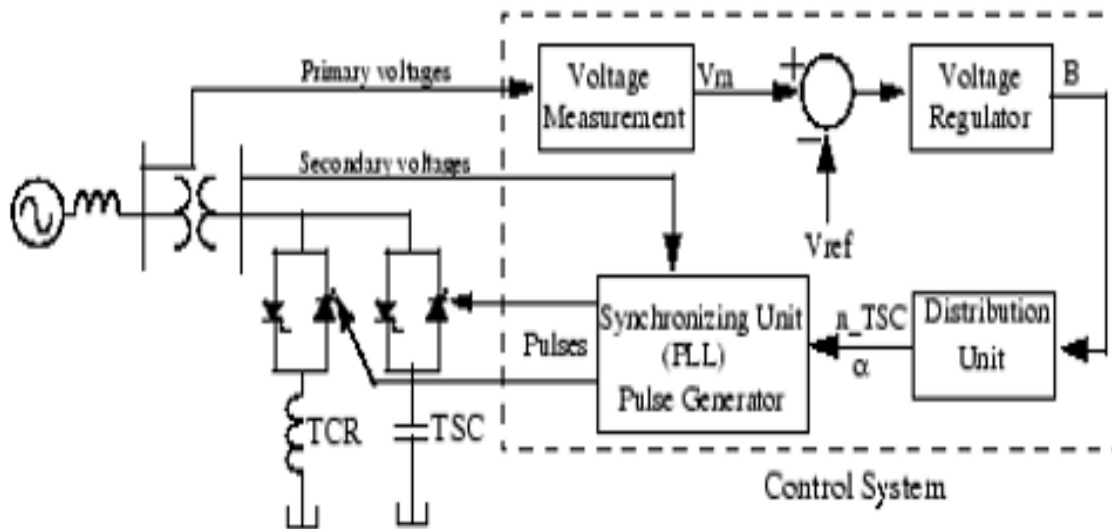 Primary voltages
Voltage
Measurement
Vm
+
Voltage
Regulator
B
−
Secondary voltages
Vref
Synchronizing Unit
(PLL)
Pulse Generator
n_TSC
α
Distribution
Unit
Pulses
TCR
TSC
Control System